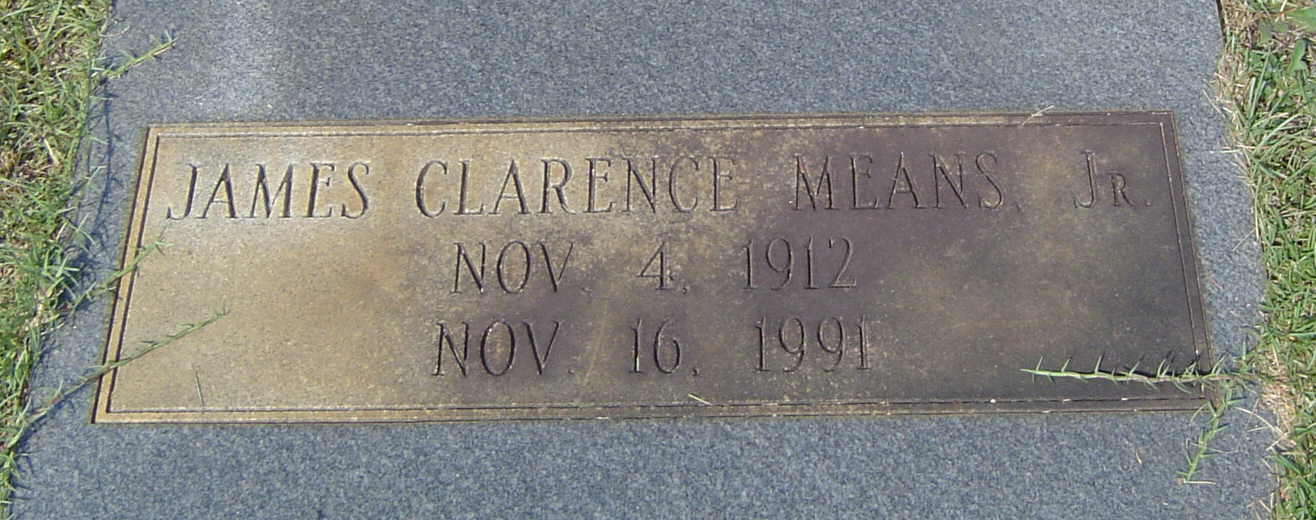 JAMES CLARENCE MEANS, JR.
NOV. 4, 1912
NOV. 16, 1991